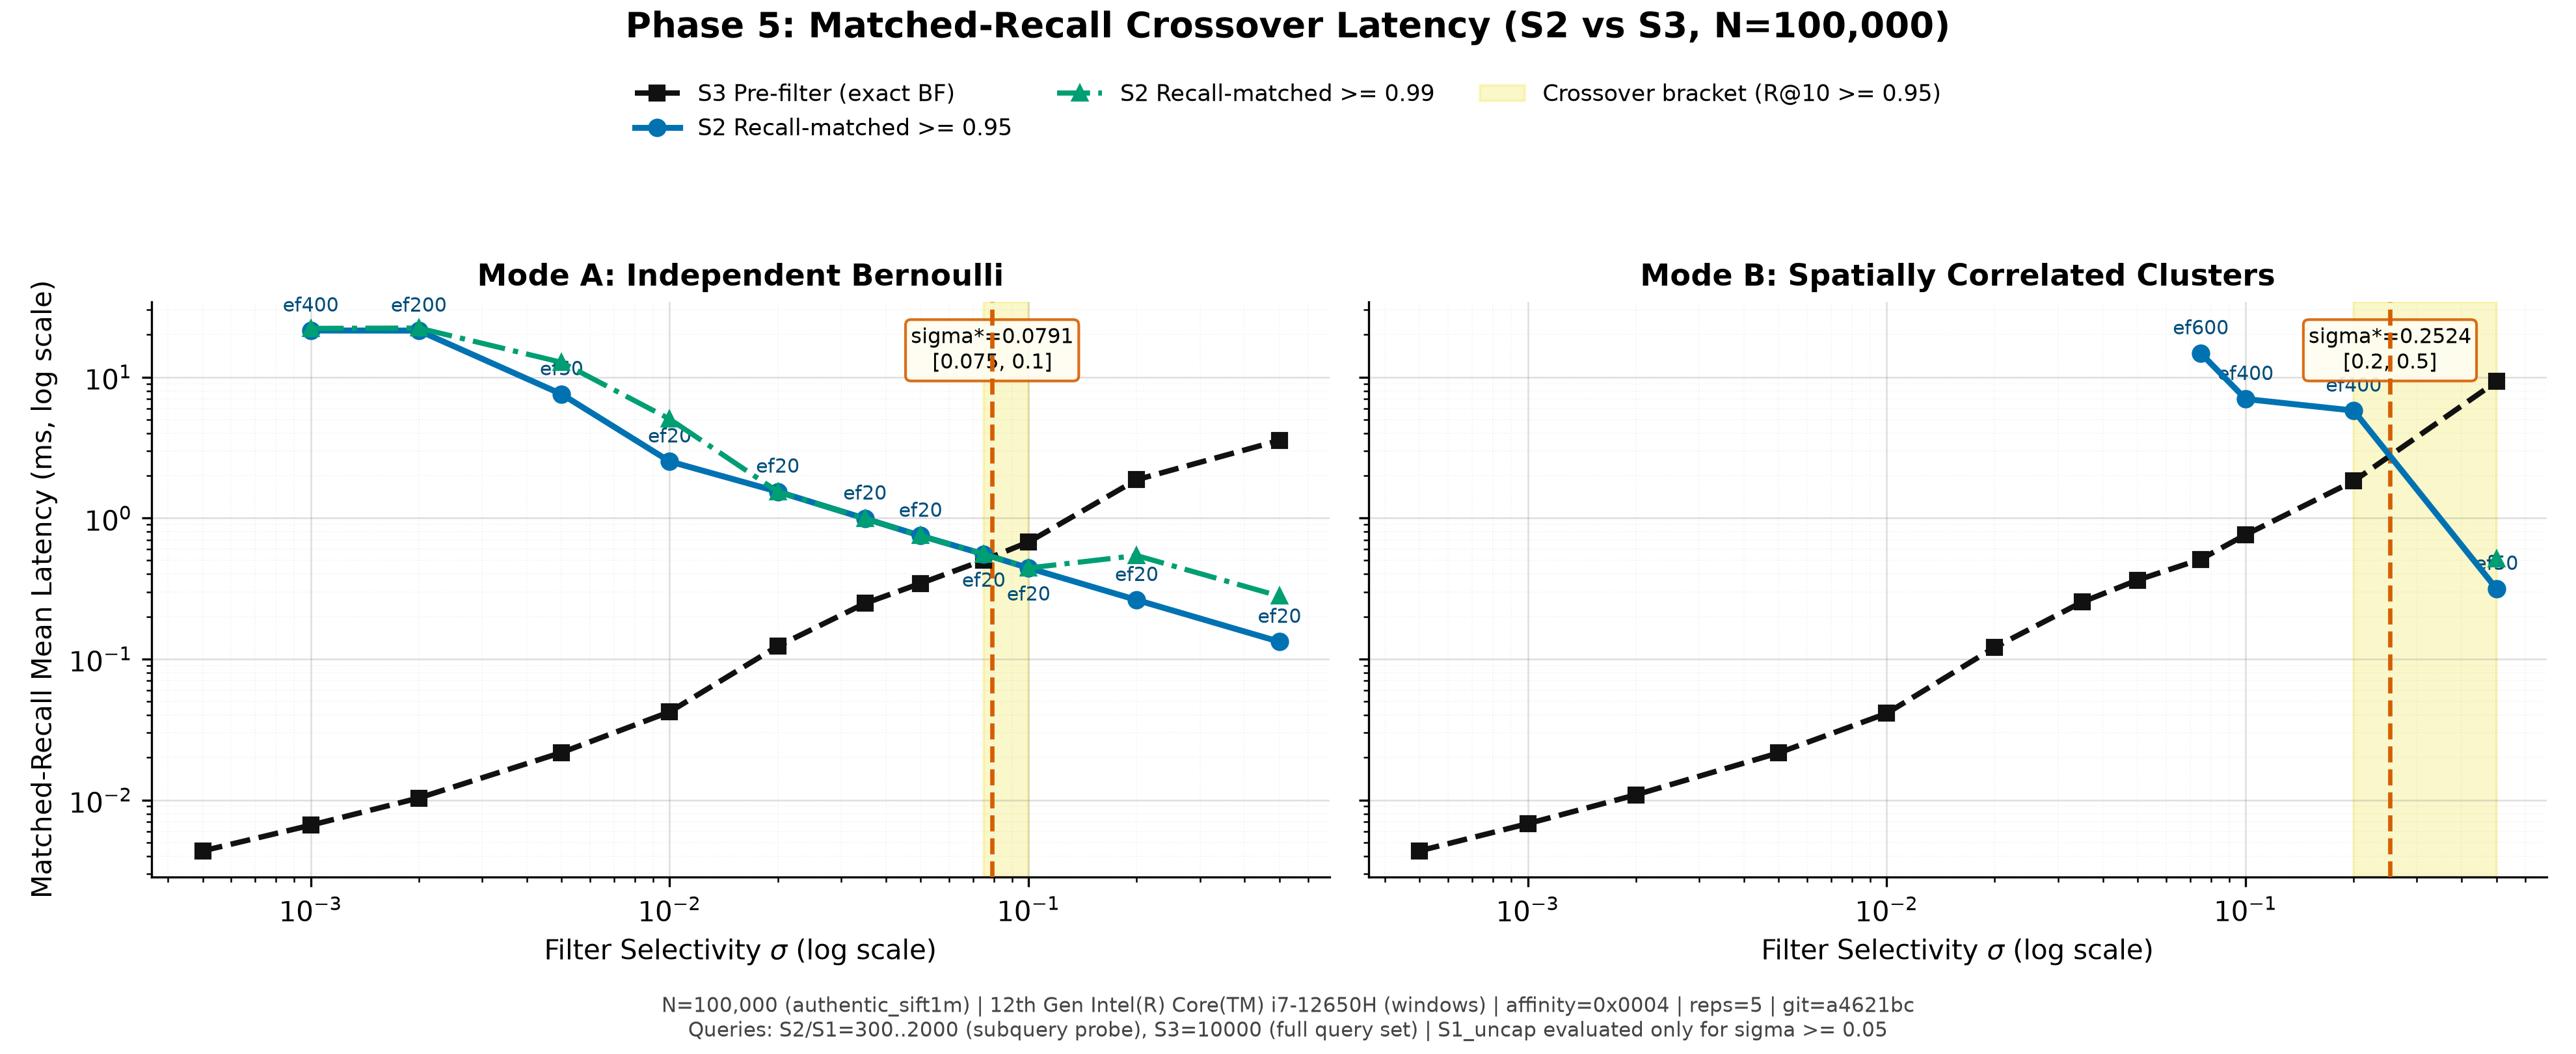 Phase 5: Matched-Recall Crossover Latency (S2 vs S3, N=100,000)
S3 Pre-filter (exact BF)
S2 Recall-matched >= 0.95
S2 Recall-matched >= 0.99
Crossover bracket (R@10 >= 0.95)
Mode A: Independent Bernoulli
Matched-Recall Mean Latency (ms, log scale)
10¹
10⁰
10⁻¹
10⁻²
ef400
ef200
ef50
ef20
ef20
ef20
ef20
ef20
ef20
ef20
ef20
sigma*=0.0791
[0.075, 0.1]
10⁻³
10⁻²
10⁻¹
Filter Selectivity σ (log scale)
Mode B: Spatially Correlated Clusters
ef600
ef400
ef400
ef50
sigma*=0.2524
[0.2, 0.5]
10⁻³
10⁻²
10⁻¹
Filter Selectivity σ (log scale)
N=100,000 (authentic_sift1m) | 12th Gen Intel(R) Core(TM) i7-12650H (windows) | affinity=0x0004 | reps=5 | git=a4621bc
Queries: S2/S1=300..2000 (subquery probe), S3=10000 (full query set) | S1_uncap evaluated only for sigma >= 0.05